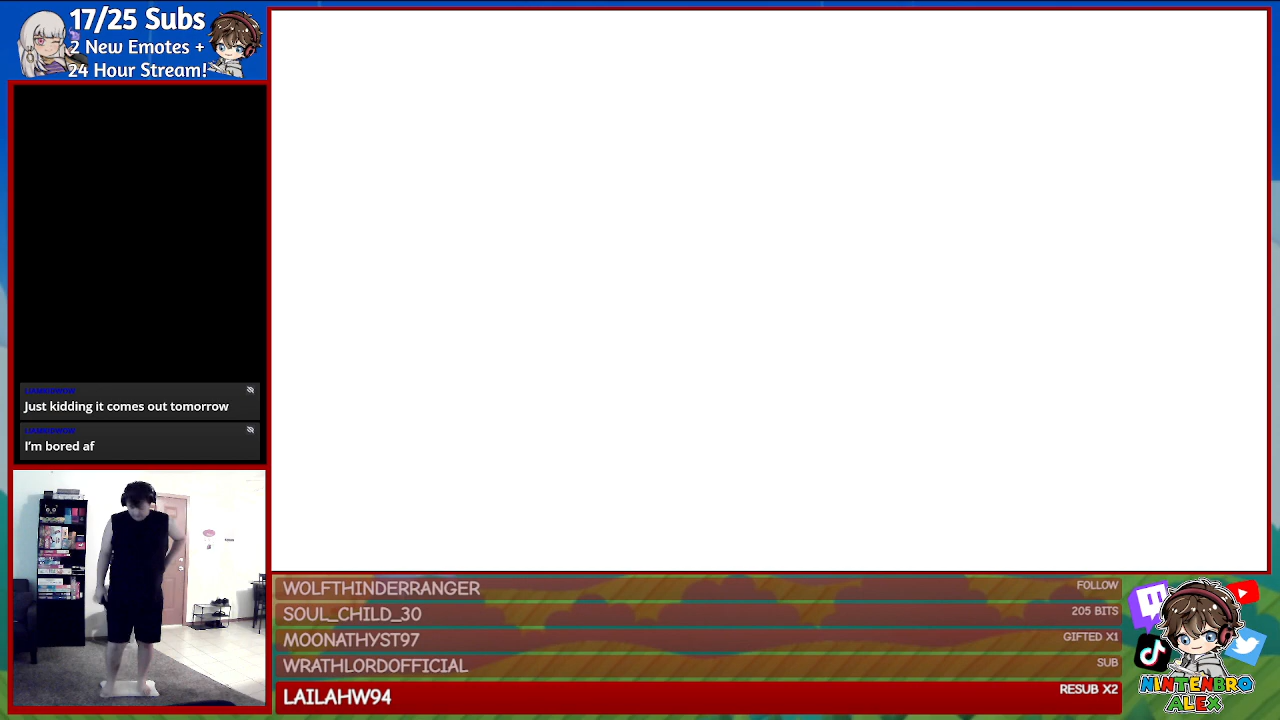 17/25 Subs
2 New Emotes +
24 Hour Stream!
Just kidding it comes out tomorrow
I'm bored af
WOLFTHINDERRANGER FOLLOW
SOUL_CHILD_30 205 BITS
MOONATHYST97 GIFTED X1
WRATHLORDOFFICIAL SUB
LAILAHW94 RESUB X2
NINTENBRO
ALEX